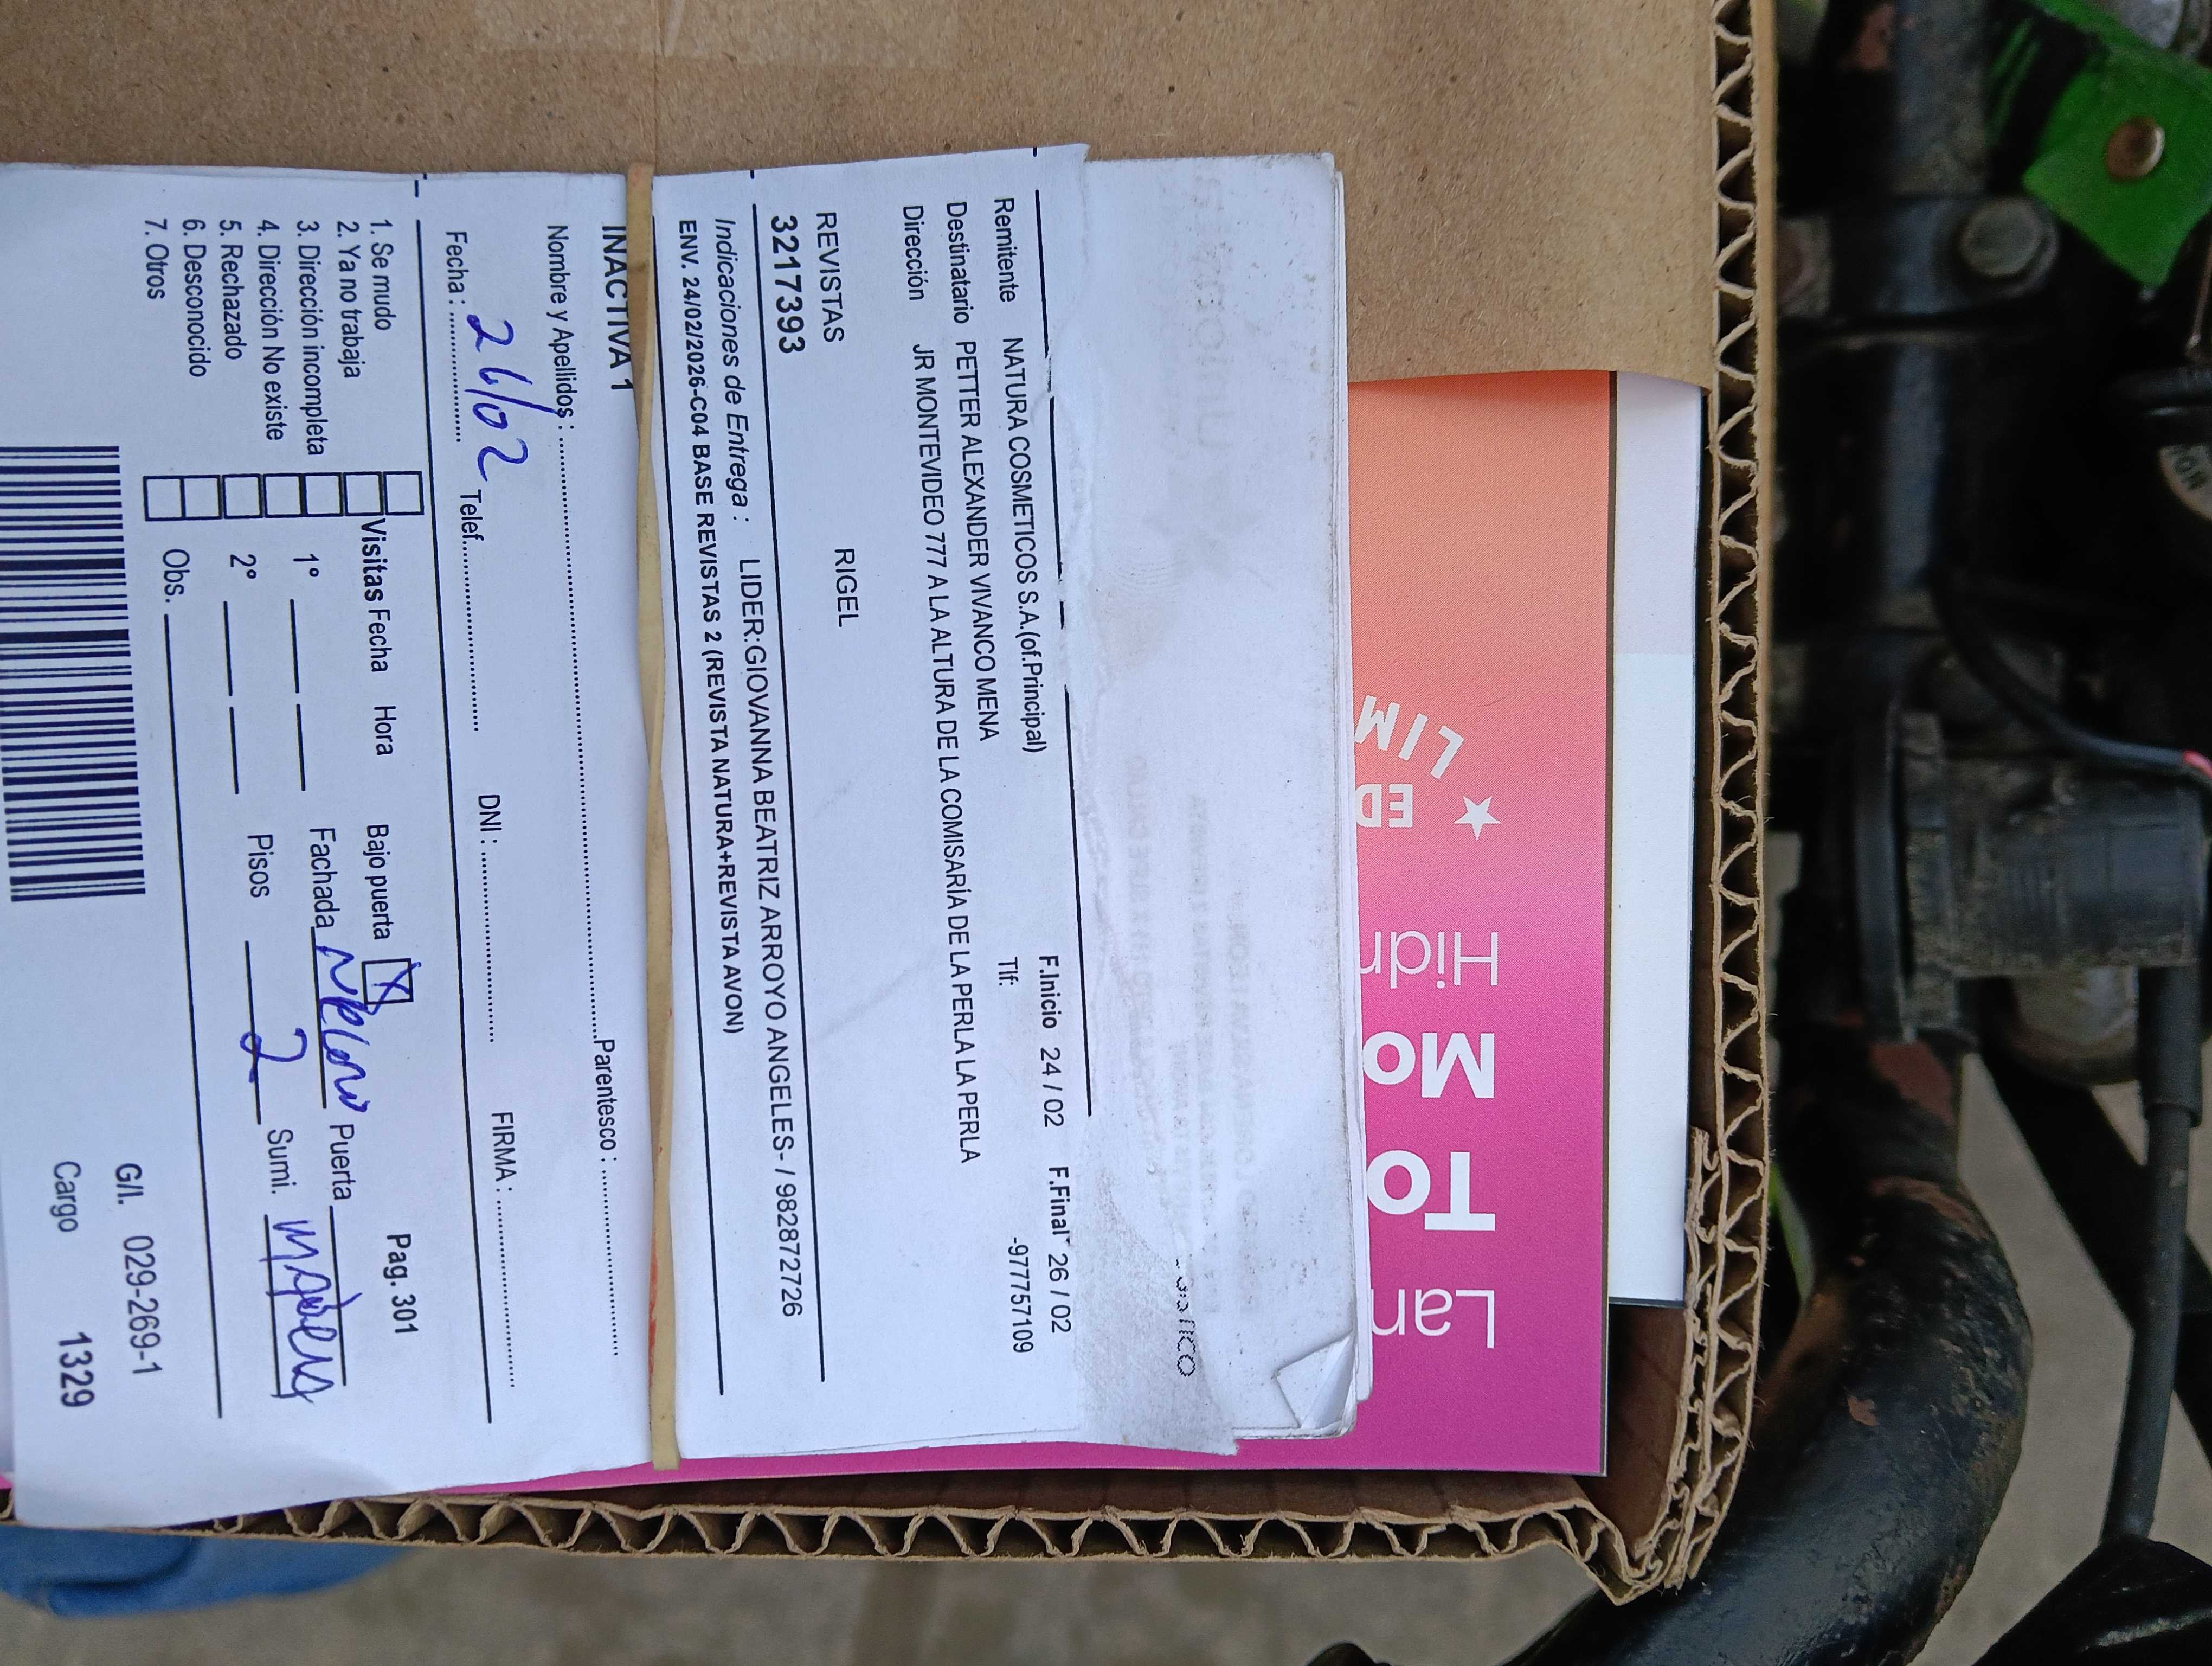 Remitente NATURA COSMETICOS S.A.(of.Principal) F.Inicio 24 / 02 F.Final 26 / 02
Destinatario PETTER ALEXANDER VIVANCO MENA Tlf: -977757109
Dirección JR MONTEVIDEO 777 A LA ALTURA DE LA COMISARÍA DE LA PERLA LA PERLA
REVISTAS RIGEL
3217393
Indicaciones de Entrega : LIDER:GIOVANNA BEATRIZ ARROYO ANGELES- / 982872726
ENV. 24/02/2026-C04 BASE REVISTAS 2 (REVISTA NATURA+REVISTA AVON)
INACTIVA 1
Nombre y Apellidos : Parentesco :
Fecha : 26/02 Telef. DNI : FIRMA :
1. Se mudo
2. Ya no trabaja
3. Dirección incompleta
4. Dirección No existe
5. Rechazado
6. Desconocido
7. Otros
Visitas Fecha Hora
1°
2°
Obs.
Bajo puerta X Pag. 301
Fachada Puerta
Pisos 2 Sumi.
G/I. 029-269-1
Cargo 1329
LIM
ED
Hidr
Mo
To
Lan